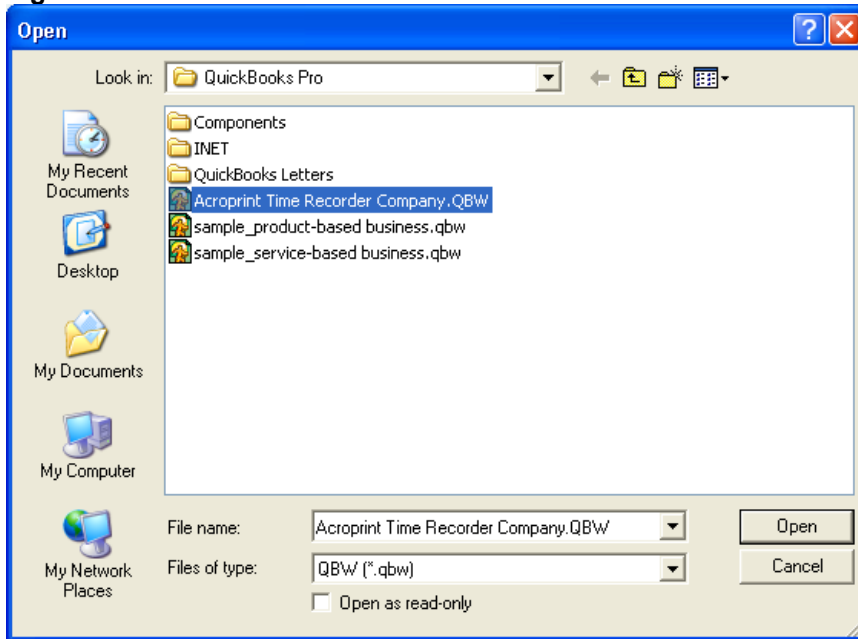 Open
Look in: QuickBooks Pro
Components
INET
QuickBooks Letters
Acroprint Time Recorder Company.QBW
sample_product-based business.qbw
sample_service-based business.qbw
My Recent
Documents
Desktop
My Documents
My Computer
My Network
Places
File name: Acroprint Time Recorder Company.QBW Open
Files of type: QBW (*.qbw) Cancel
Open as read-only